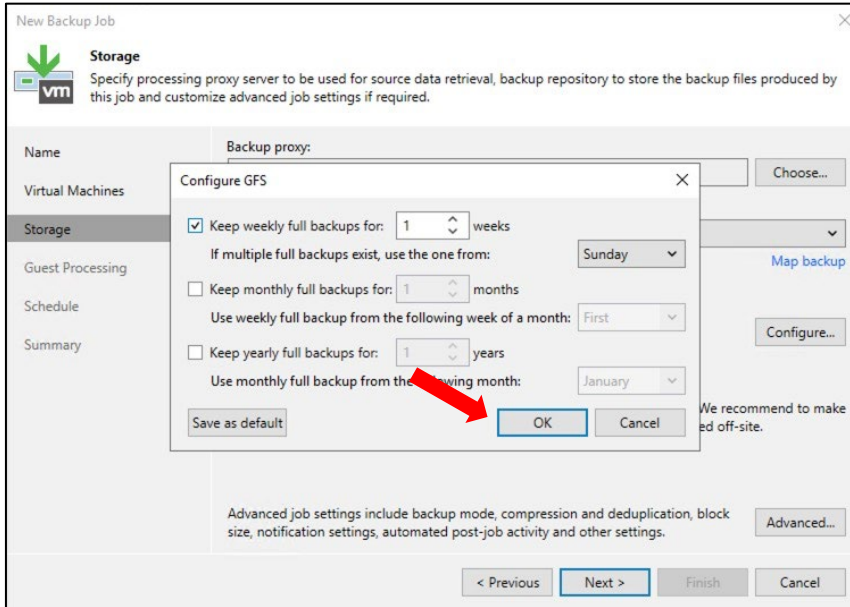 New Backup Job
Storage
Specify processing proxy server to be used for source data retrieval, backup repository to store the backup files produced by
this job and customize advanced job settings if required.
vm
Name
Virtual Machines
Storage
Guest Processing
Schedule
Summary
Backup proxy:
Choose...
Map backup
Configure...
We recommend to make
ed off-site.
Configure GFS
Keep weekly full backups for: 1 weeks
If multiple full backups exist, use the one from: Sunday
Keep monthly full backups for: 1 months
Use weekly full backup from the following week of a month: First
Keep yearly full backups for: 1 years
Use monthly full backup from the following month: January
Save as default OK Cancel
Advanced job settings include backup mode, compression and deduplication, block
size, notification settings, automated post-job activity and other settings.
Advanced...
< Previous Next > Finish Cancel